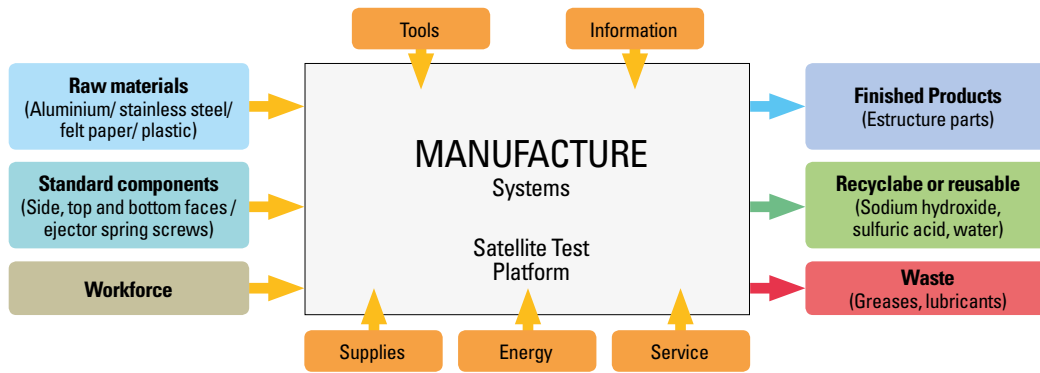 Tools
Information
Raw materials
(Aluminium/ stainless steel/
felt paper/ plastic)
Standard components
(Side, top and bottom faces /
ejector spring screws)
Workforce
MANUFACTURE
Systems
Satellite Test
Platform
Finished Products
(Estructure parts)
Recyclabe or reusable
(Sodium hydroxide,
sulfuric acid, water)
Waste
(Greases, lubricants)
Supplies
Energy
Service